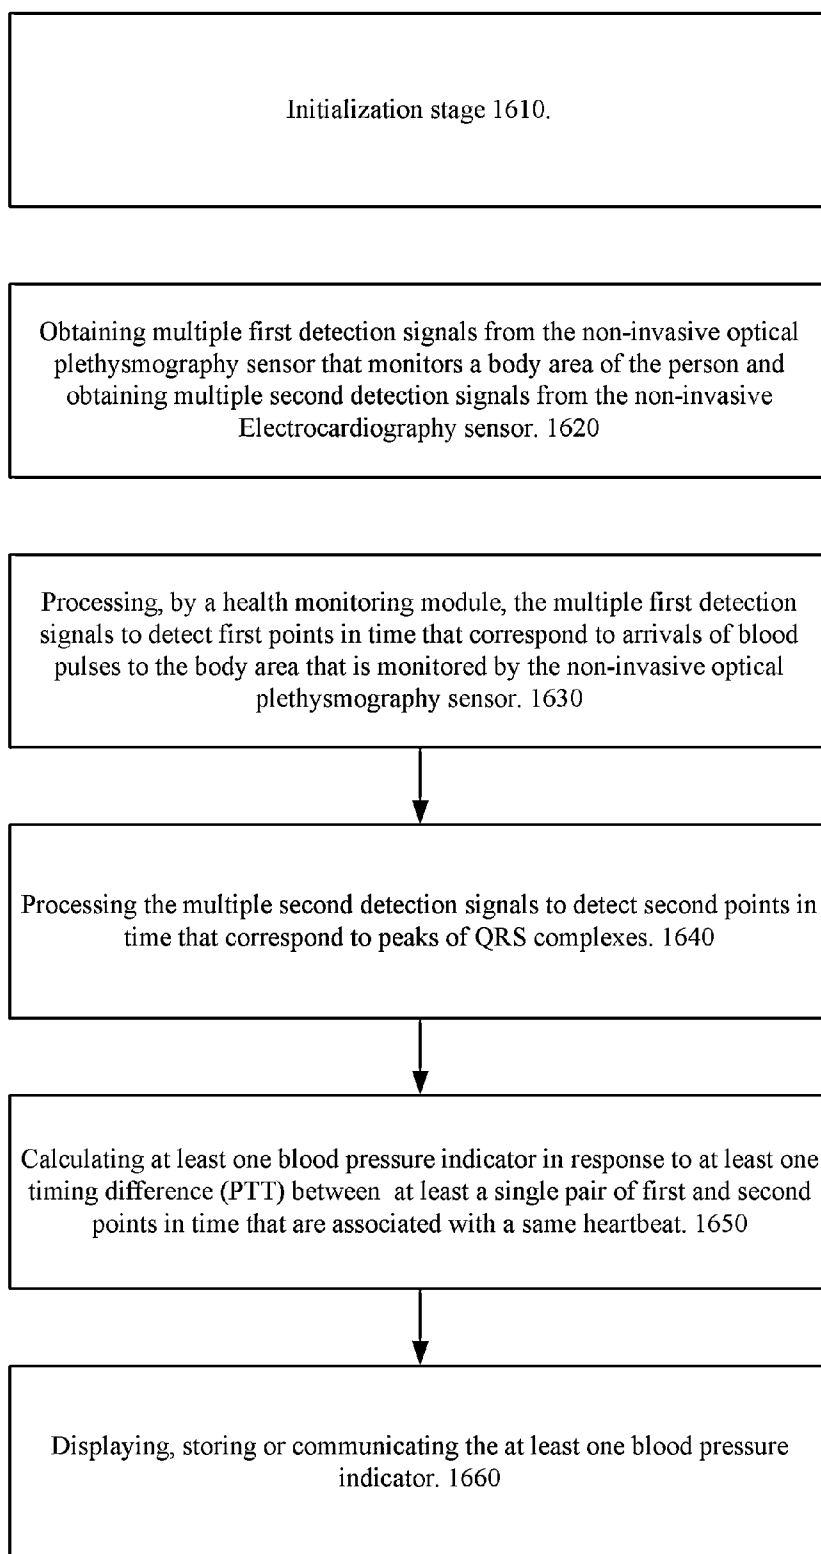 Initialization stage 1610.
Obtaining multiple first detection signals from the non-invasive optical
plethysmography sensor that monitors a body area of the person and
obtaining multiple second detection signals from the non-invasive
Electrocardiography sensor. 1620
Processing, by a health monitoring module, the multiple first detection
signals to detect first points in time that correspond to arrivals of blood
pulses to the body area that is monitored by the non-invasive optical
plethysmography sensor. 1630
Processing the multiple second detection signals to detect second points in
time that correspond to peaks of QRS complexes. 1640
Calculating at least one blood pressure indicator in response to at least one
timing difference (PTT) between at least a single pair of first and second
points in time that are associated with a same heartbeat. 1650
Displaying, storing or communicating the at least one blood pressure
indicator. 1660